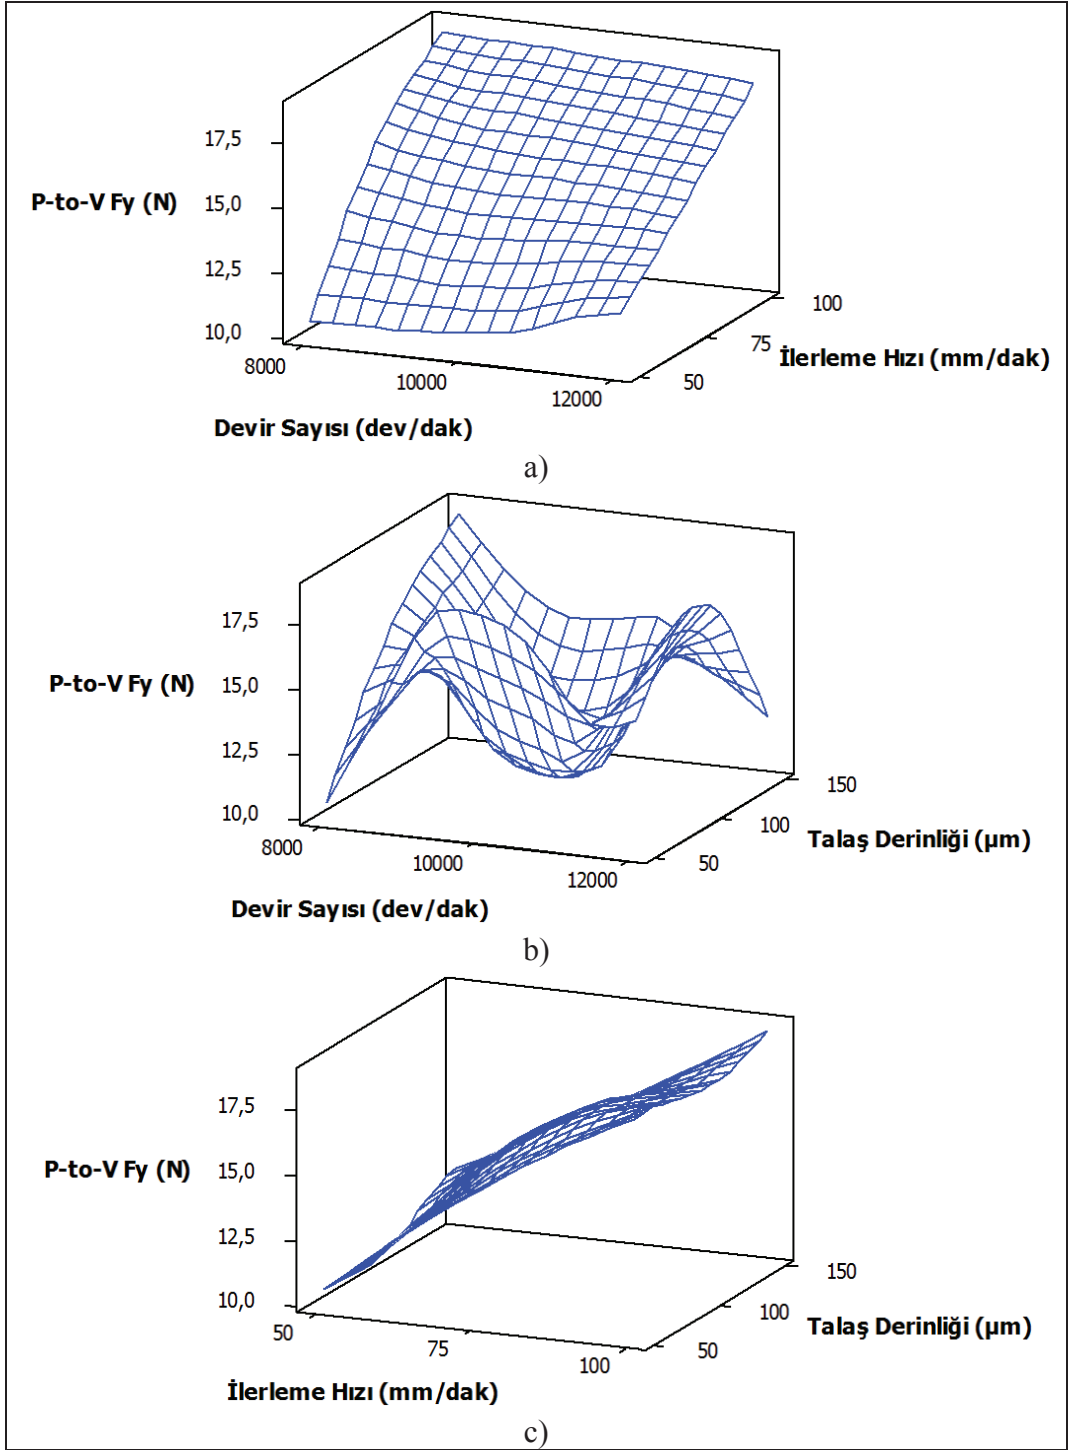 17,5
P-to-V Fy (N)
15,0
12,5
10,0
8000
10000
12000
50
75
100
İlerleme Hızı (mm/dak)
Devir Sayısı (dev/dak)
a)
17,5
P-to-V Fy (N)
15,0
12,5
10,0
8000
10000
12000
50
100
150
Talaş Derinliği (µm)
Devir Sayısı (dev/dak)
b)
17,5
P-to-V Fy (N)
15,0
12,5
10,0
50
75
100
50
100
150
Talaş Derinliği (µm)
İlerleme Hızı (mm/dak)
c)